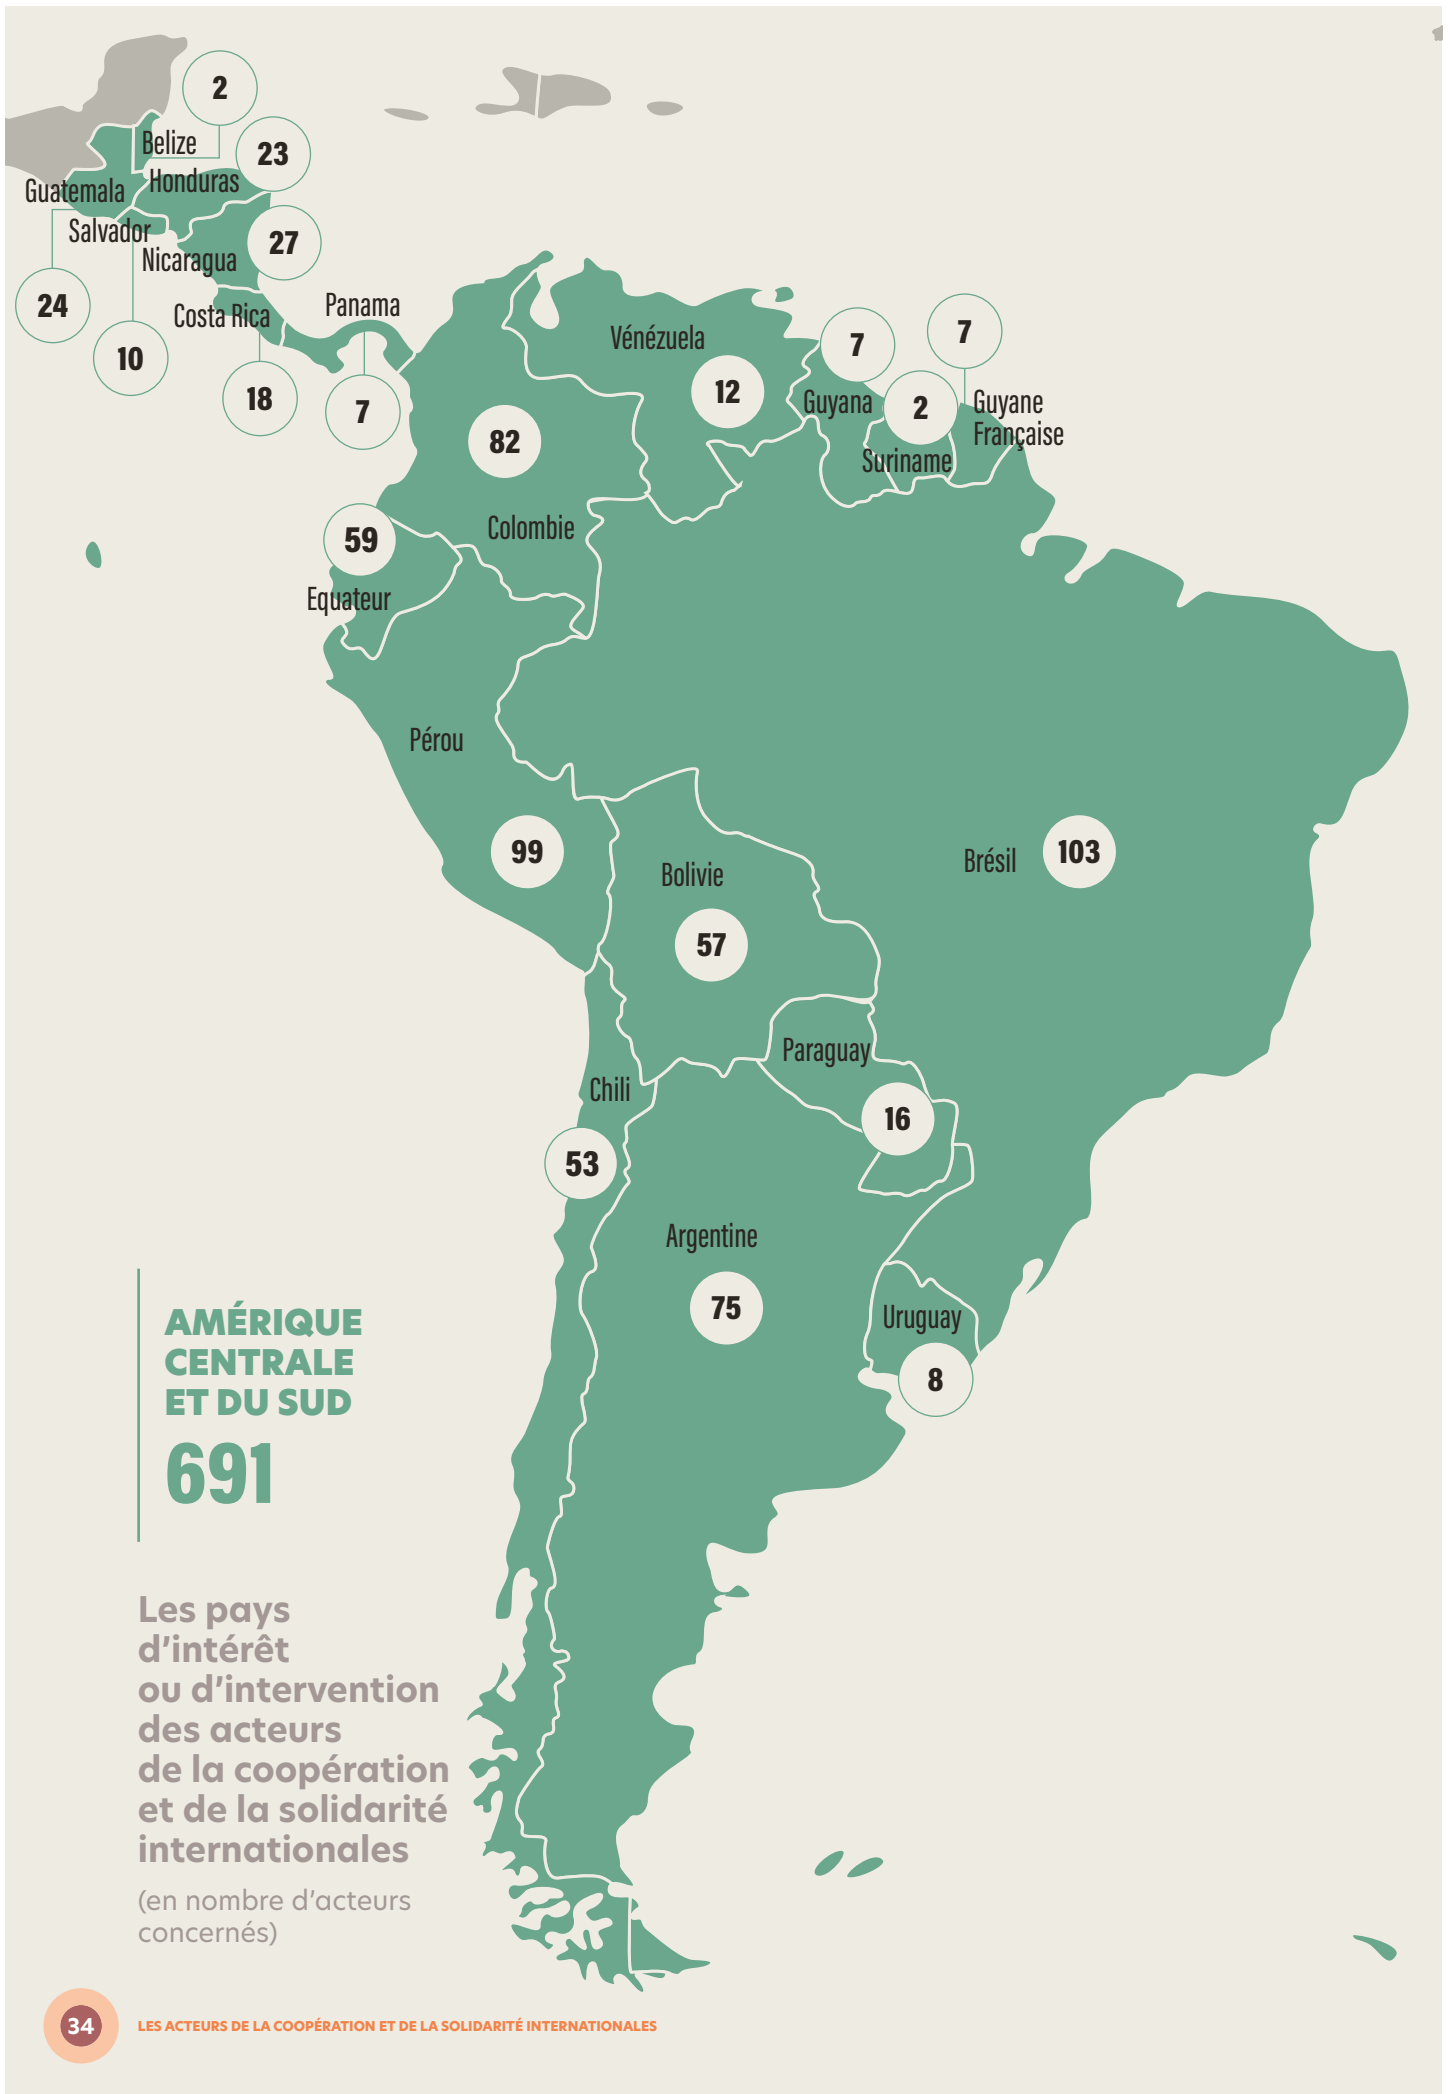 2
Belize
23
Honduras
Guatemala
Salvador
27
Nicaragua
24
Costa Rica
Panama
10
18
7
Vénézuela
12
7
7
Guyana
2
Guyane
Française
Suriname
82
Colombie
59
Equateur
Pérou
99
Brésil
103
Bolivie
57
Paraguay
16
Chili
53
Argentine
75
Uruguay
8
AMÉRIQUE
CENTRALE
ET DU SUD
691
Les pays
d’intérêt
ou d’intervention
des acteurs
de la coopération
et de la solidarité
internationales
(en nombre d’acteurs
concernés)
34
LES ACTEURS DE LA COOPÉRATION ET DE LA SOLIDARITÉ INTERNATIONALES